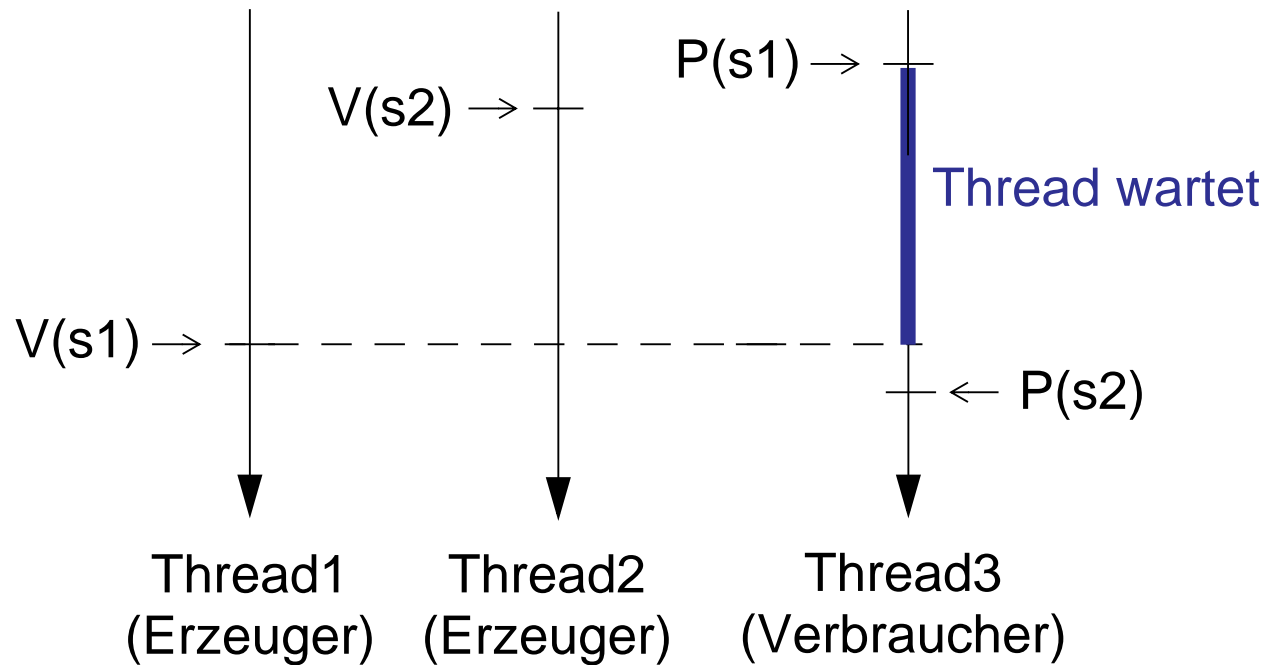 P(s1)
V(s2)
Thread wartet
V(s1)
P(s2)
Thread1
(Erzeuger)
Thread2
(Erzeuger)
Thread3
(Verbraucher)